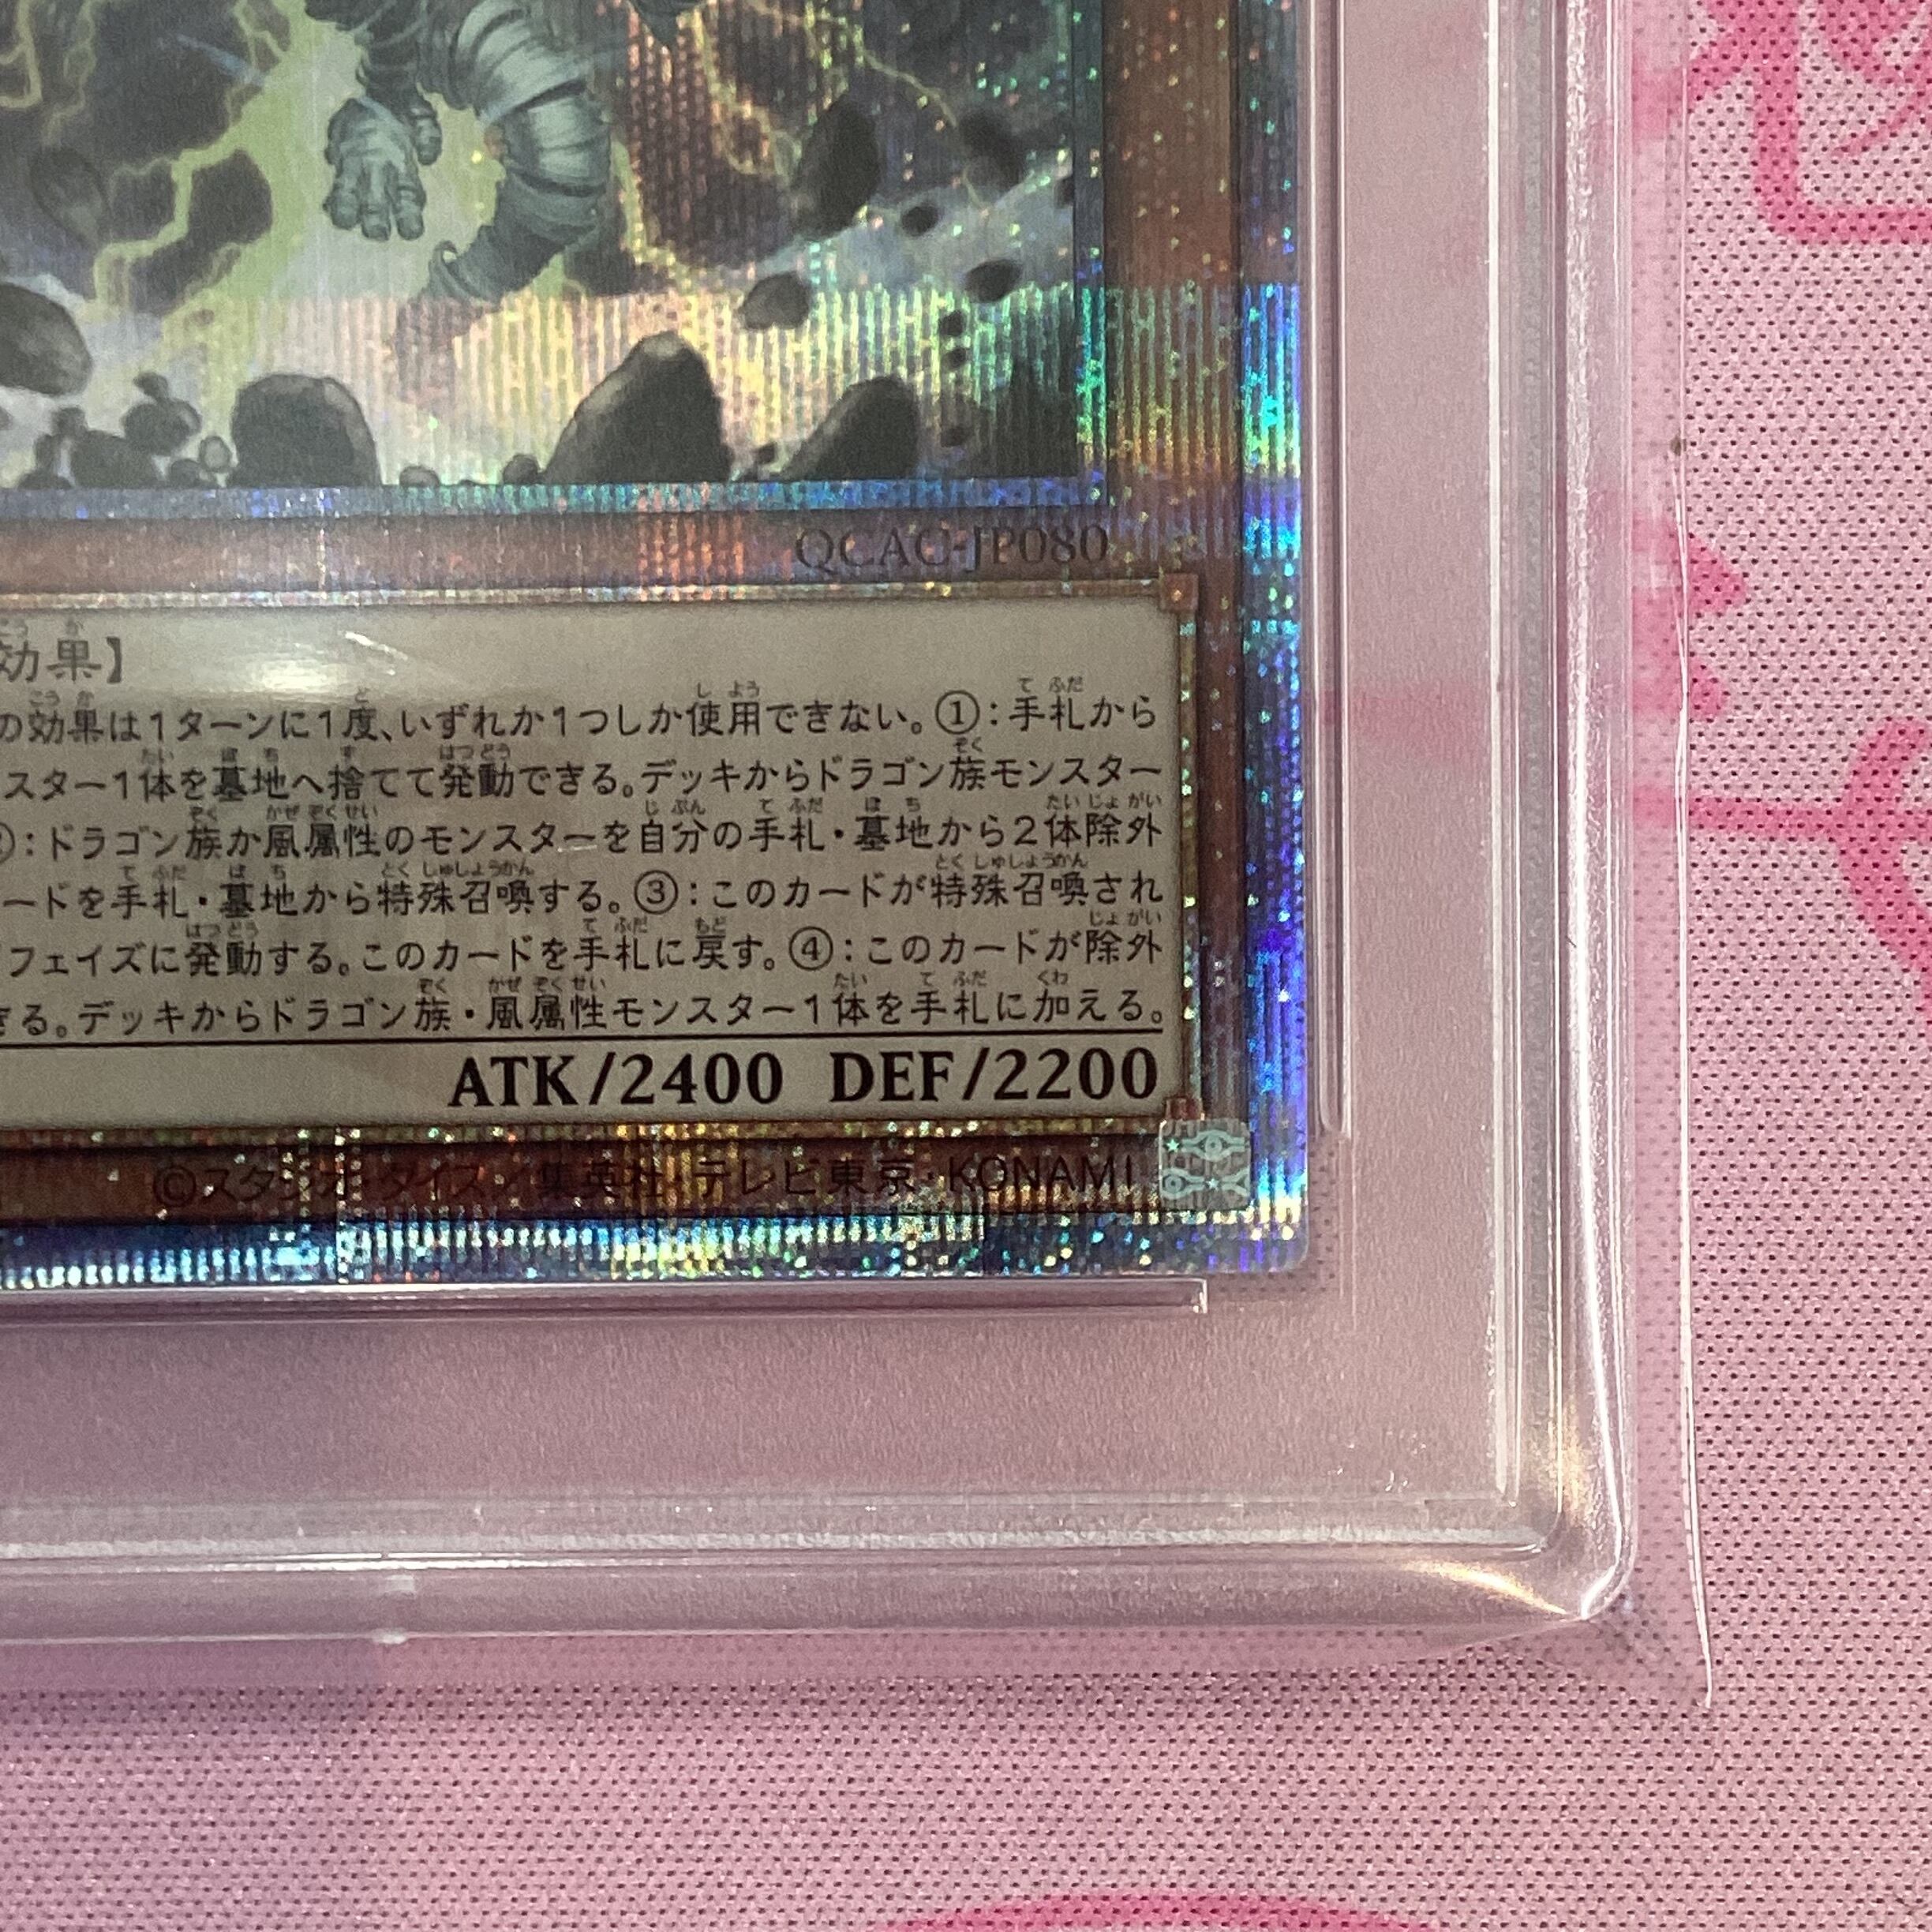 QCAC-JP080
効果】
の効果は1ターンに1度、いずれか1つしか使用できない。①：手札から
スター1体を墓地へ捨てて発動できる。デッキからドラゴン族モンスター
：ドラゴン族か風属性のモンスターを自分の手札・墓地から2体除外
ードを手札・墓地から特殊召喚する。③：このカードが特殊召喚され
フェイズに発動する。このカードを手札に戻す。④：このカードが除外
きる。デッキからドラゴン族・風属性モンスター1体を手札に加える。
ATK/2400 DEF/2200
©スタジオ・ダイス／集英社・テレビ東京・KONAMI